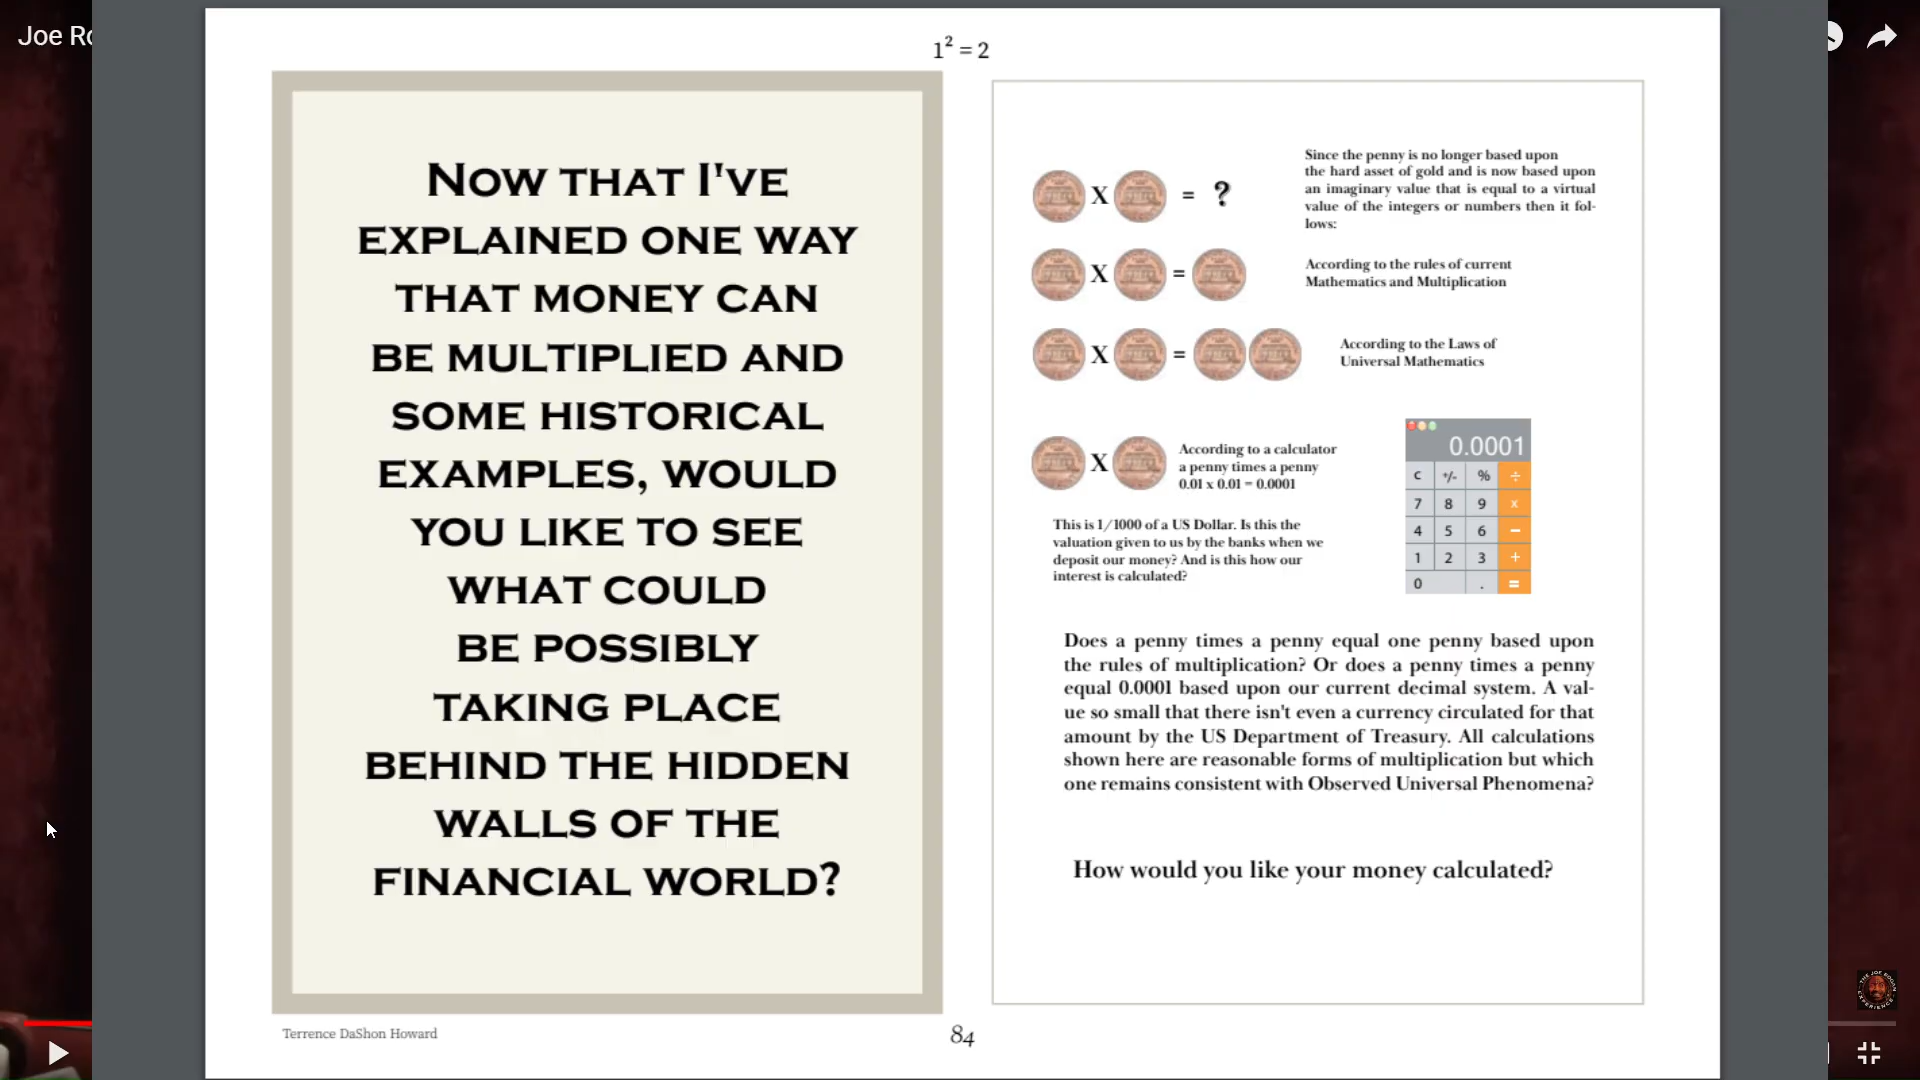 Joe Ro
1² = 2
NOW THAT I'VE
EXPLAINED ONE WAY
THAT MONEY CAN
BE MULTIPLIED AND
SOME HISTORICAL
EXAMPLES, WOULD
YOU LIKE TO SEE
WHAT COULD
BE POSSIBLY
TAKING PLACE
BEHIND THE HIDDEN
WALLS OF THE
FINANCIAL WORLD?
X = ?
Since the penny is no longer based upon
the hard asset of gold and is now based upon
an imaginary value that is equal to a virtual
value of the integers or numbers then it fol-
lows:
X =
According to the rules of current
Mathematics and Multiplication
X =
According to the Laws of
Universal Mathematics
X
According to a calculator
a penny times a penny
0.01 x 0.01 = 0.0001
0.0001
C +/- % ÷
7 8 9 x
4 5 6 −
1 2 3 +
0 . =
This is 1/1000 of a US Dollar. Is this the
valuation given to us by the banks when we
deposit our money? And is this how our
interest is calculated?
Does a penny times a penny equal one penny based upon
the rules of multiplication? Or does a penny times a penny
equal 0.0001 based upon our current decimal system. A val-
ue so small that there isn't even a currency circulated for that
amount by the US Department of Treasury. All calculations
shown here are reasonable forms of multiplication but which
one remains consistent with Observed Universal Phenomena?
How would you like your money calculated?
THE JOE ROGAN
EXPERIENCE
Terrence DaShon Howard
84